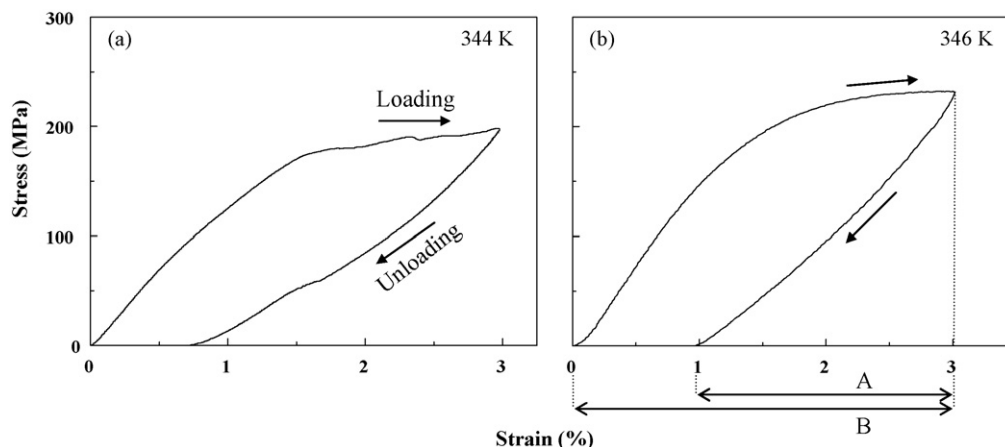 (a) 344 K
(b) 346 K
Stress (MPa)
300
200
100
0
Loading
Unloading
0 1 2 3
0 1 2 3
A
B
Strain (%)